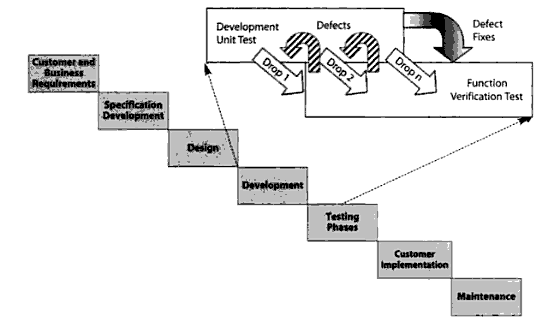 Development
Unit Test
Defects
Defect
Fixes
Drop 1
Drop 2
Drop n
Function
Verification Test
Customer and
Business
Requirements
Specification
Development
Design
Development
Testing
Phases
Customer
Implementation
Maintenance